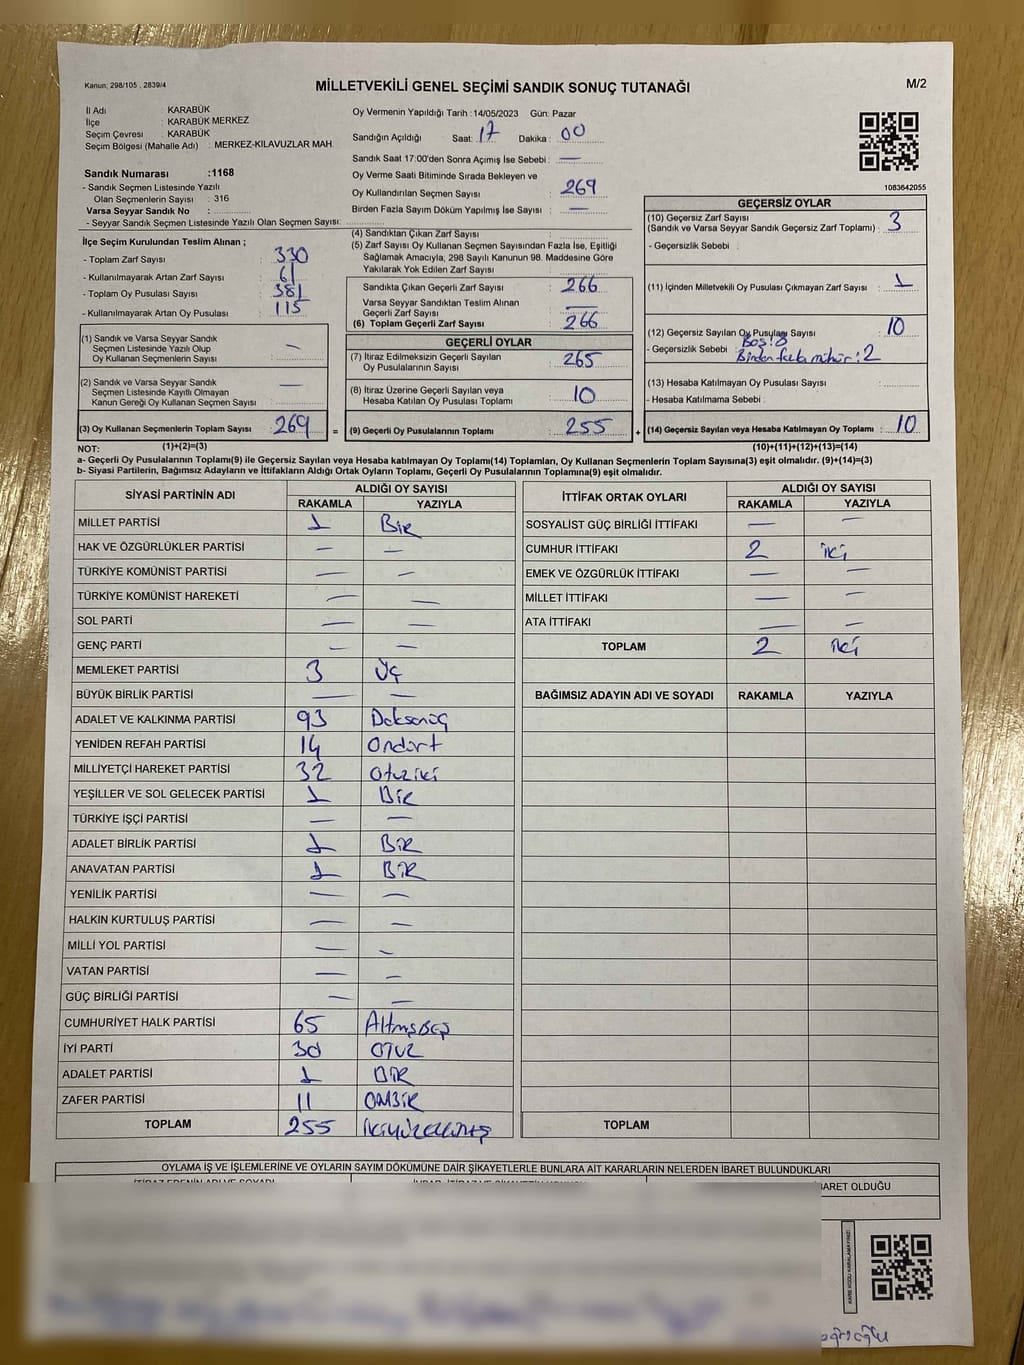 Kanun; 298/105 , 2839/4
MİLLETVEKİLİ GENEL SEÇİMİ SANDIK SONUÇ TUTANAĞI
M/2
İl Adı : KARABÜK
İlçe : KARABÜK MERKEZ
Seçim Çevresi : KARABÜK
Seçim Bölgesi (Mahalle Adı) : MERKEZ-KILAVUZLAR MAH.
Sandık Numarası :1168
- Sandık Seçmen Listesinde Yazılı
Olan Seçmenlerin Sayısı : 316
Varsa Seyyar Sandık No :
- Seyyar Sandık Seçmen Listesinde Yazılı Olan Seçmen Sayısı:
Oy Vermenin Yapıldığı Tarih :14/05/2023 Gün: Pazar
Sandığın Açıldığı Saat: 17 Dakika : 00
Sandık Saat 17:00'den Sonra Açımış İse Sebebi : —
Oy Verme Saati Bitiminde Sırada Bekleyen ve
Oy Kullandırılan Seçmen Sayısı : 269
Birden Fazla Sayım Döküm Yapılmış İse Sayısı : —
1083642055
İlçe Seçim Kurulundan Teslim Alınan ;
- Toplam Zarf Sayısı : 330
- Kullanılmayarak Artan Zarf Sayısı : 61
- Toplam Oy Pusulası Sayısı : 381
- Kullanılmayarak Artan Oy Pusulası : 115
(1) Sandık ve Varsa Seyyar Sandık
Seçmen Listesinde Yazılı Olup
Oy Kullanan Seçmenlerin Sayısı : —
(2) Sandık ve Varsa Seyyar Sandık
Seçmen Listesinde Kayıtlı Olmayan
Kanun Gereği Oy Kullanan Seçmen Sayısı : —
(3) Oy Kullanan Seçmenlerin Toplam Sayısı : 269 =
(1)+(2)=(3)
(4) Sandıktan Çıkan Zarf Sayısı :
(5) Zarf Sayısı Oy Kullanan Seçmen Sayısından Fazla İse, Eşitliği
Sağlamak Amacıyla; 298 Sayılı Kanunun 98. Maddesine Göre
Yakılarak Yok Edilen Zarf Sayısı :
Sandıkta Çıkan Geçerli Zarf Sayısı : 266
Varsa Seyyar Sandıktan Teslim Alınan
Geçerli Zarf Sayısı : —
(6) Toplam Geçerli Zarf Sayısı : 266
GEÇERLİ OYLAR
(7) İtiraz Edilmeksizin Geçerli Sayılan
Oy Pusulalarının Sayısı : 265
(8) İtiraz Üzerine Geçerli Sayılan veya
Hesaba Katılan Oy Pusulası Toplamı : 10
(9) Geçerli Oy Pusulalarının Toplamı : 255 +
GEÇERSİZ OYLAR
(10) Geçersiz Zarf Sayısı
(Sandık ve Varsa Seyyar Sandık Geçersiz Zarf Toplamı) : 3
- Geçersizlik Sebebi :
(11) İçinden Milletvekili Oy Pusulası Çıkmayan Zarf Sayısı : 1
(12) Geçersiz Sayılan Oy Pusulası Sayısı : 10
- Geçersizlik Sebebi : Boş: 8
Birden fazla mühür : 2
(13) Hesaba Katılmayan Oy Pusulası Sayısı :
- Hesaba Katılmama Sebebi :
(14) Geçersiz Sayılan veya Hesaba Katılmayan Oy Toplamı : 10
(10)+(11)+(12)+(13)=(14)
NOT:
a- Geçerli Oy Pusulalarının Toplam(9) ile Geçersiz Sayılan veya Hesaba katılmayan Oy Toplamı(14) Toplamları, Oy Kullanan Seçmenlerin Toplam Sayısına(3) eşit olmalıdır. (9)+(14)=(3)
b- Siyasi Partilerin, Bağımsız Adayların ve İttifakların Aldığı Ortak Oyların Toplamı, Geçerli Oy Pusulalarının Toplamına(9) eşit olmalıdır.
SİYASİ PARTİNİN ADI ALDIĞI OY SAYISI
RAKAMLA YAZIYLA
MİLLET PARTİSİ 1 Bir
HAK VE ÖZGÜRLÜKLER PARTİSİ — —
TÜRKİYE KOMÜNİST PARTİSİ — —
TÜRKİYE KOMÜNİST HAREKETİ — —
SOL PARTİ — —
GENÇ PARTİ — —
MEMLEKET PARTİSİ 3 Üç
BÜYÜK BİRLİK PARTİSİ — —
ADALET VE KALKINMA PARTİSİ 93 Doksanüç
YENİDEN REFAH PARTİSİ 14 Ondört
MİLLİYETÇİ HAREKET PARTİSİ 32 Otuziki
YEŞİLLER VE SOL GELECEK PARTİSİ 1 Bir
TÜRKİYE İŞÇİ PARTİSİ — —
ADALET BİRLİK PARTİSİ 1 BİR
ANAVATAN PARTİSİ 1 BİR
YENİLİK PARTİSİ — —
HALKIN KURTULUŞ PARTİSİ — —
MİLLİ YOL PARTİSİ — —
VATAN PARTİSİ — —
GÜÇ BİRLİĞİ PARTİSİ — —
CUMHURİYET HALK PARTİSİ 65 Altmışbeş
İYİ PARTİ 30 OTUZ
ADALET PARTİSİ 1 BİR
ZAFER PARTİSİ 11 ONBİR
TOPLAM 255 İKİYÜZELLİBEŞ
İTTİFAK ORTAK OYLARI ALDIĞI OY SAYISI
RAKAMLA YAZIYLA
SOSYALİST GÜÇ BİRLİĞİ İTTİFAKI — —
CUMHUR İTTİFAKI 2 iki
EMEK VE ÖZGÜRLÜK İTTİFAKI — —
MİLLET İTTİFAKI — —
ATA İTTİFAKI — —
TOPLAM 2 iki
BAĞIMSIZ ADAYIN ADI VE SOYADI RAKAMLA YAZIYLA
TOPLAM
OYLAMA İŞ VE İŞLEMLERİNE VE OYLARIN SAYIM DÖKÜMÜNE DAİR ŞİKAYETLERLE BUNLARA AİT KARARLARIN NELERDEN İBARET BULUNDUKLARI
İTİRAZ EDENİN ADI VE SOYADI
BARET OLDUĞU
KARE KODU KARALAMAYINIZ!